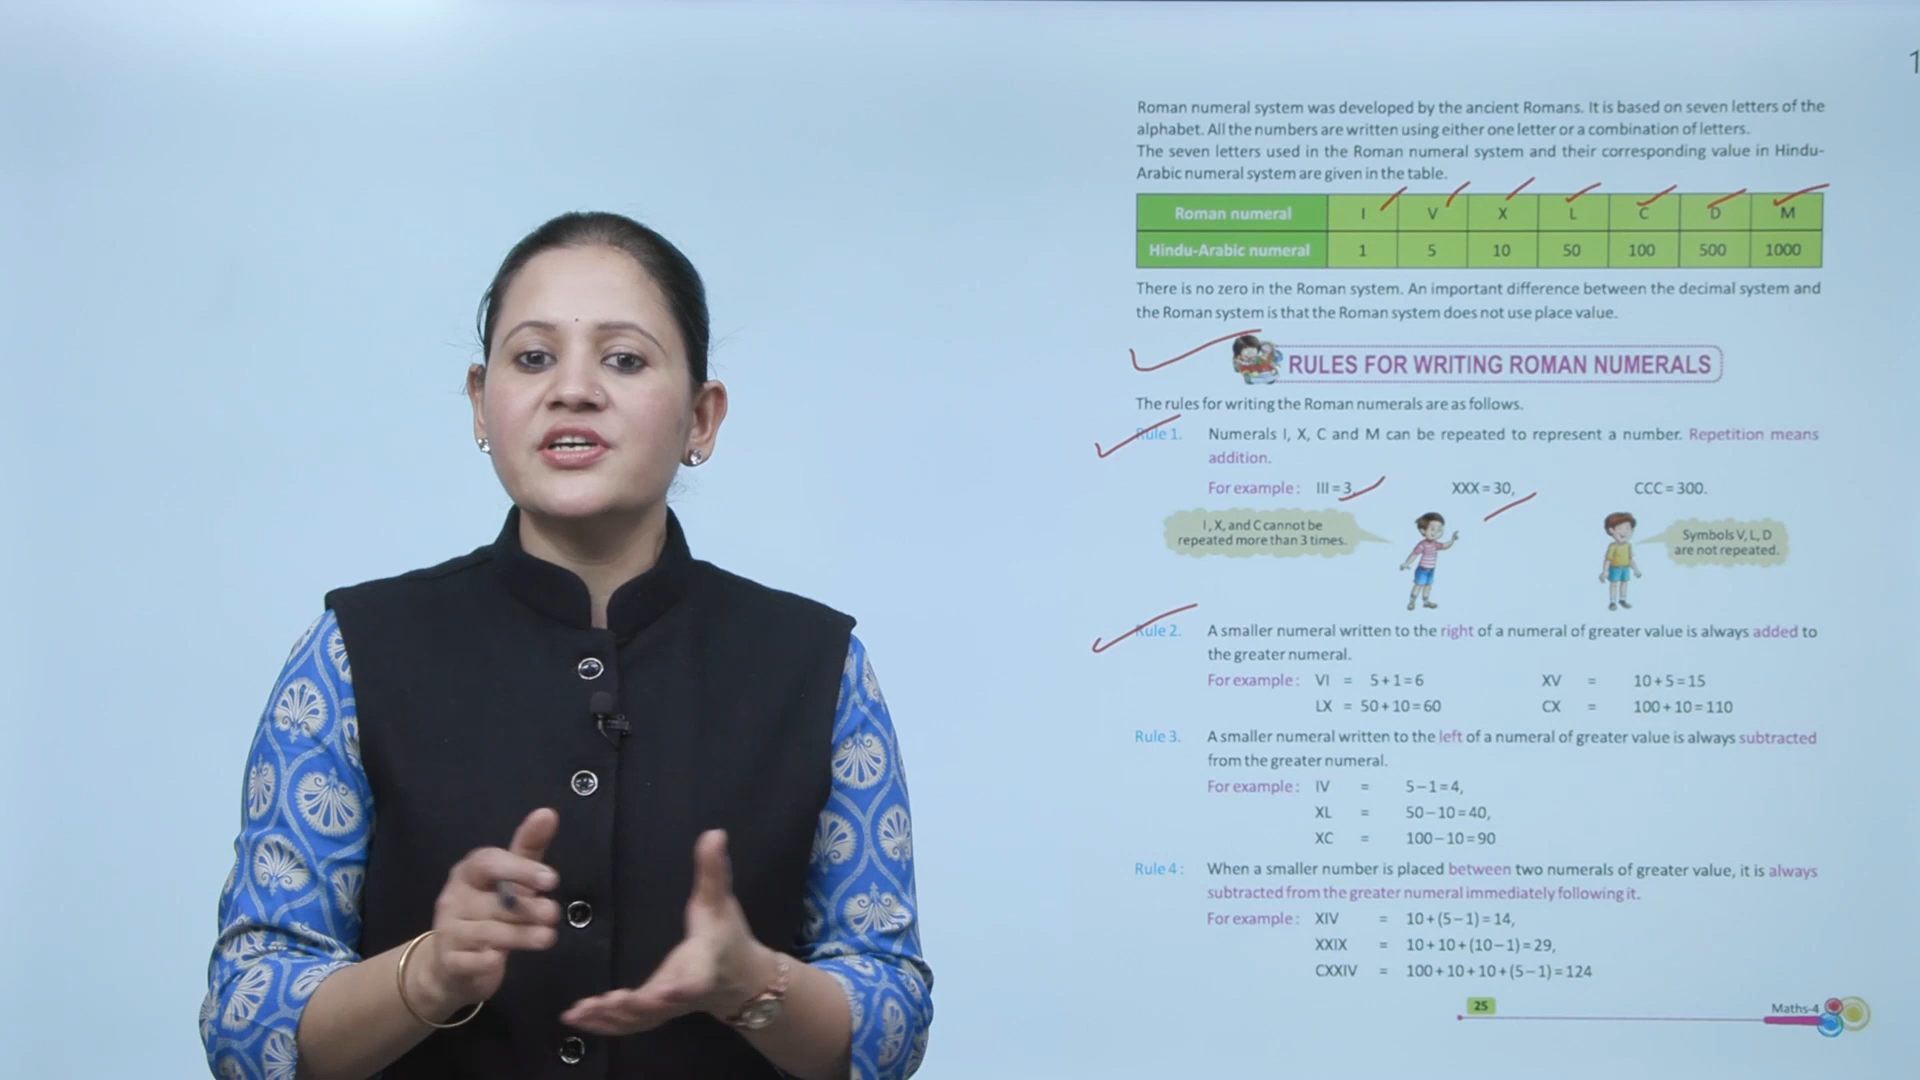 1
Roman numeral system was developed by the ancient Romans. It is based on seven letters of the
alphabet. All the numbers are written using either one letter or a combination of letters.
The seven letters used in the Roman numeral system and their corresponding value in Hindu-
Arabic numeral system are given in the table.
Roman numeral I V X L C D M
Hindu-Arabic numeral 1 5 10 50 100 500 1000
There is no zero in the Roman system. An important difference between the decimal system and
the Roman system is that the Roman system does not use place value.
RULES FOR WRITING ROMAN NUMERALS
The rules for writing the Roman numerals are as follows.
Rule 1. Numerals I, X, C and M can be repeated to represent a number. Repetition means
addition.
For example : III = 3, XXX = 30, CCC = 300.
I, X, and C cannot be
repeated more than 3 times.
Symbols V, L, D
are not repeated.
Rule 2. A smaller numeral written to the right of a numeral of greater value is always added to
the greater numeral.
For example : VI = 5 + 1 = 6 XV = 10 + 5 = 15
LX = 50 + 10 = 60 CX = 100 + 10 = 110
Rule 3. A smaller numeral written to the left of a numeral of greater value is always subtracted
from the greater numeral.
For example : IV = 5 − 1 = 4,
XL = 50 − 10 = 40,
XC = 100 − 10 = 90
Rule 4 : When a smaller number is placed between two numerals of greater value, it is always
subtracted from the greater numeral immediately following it.
For example : XIV = 10 + (5 − 1) = 14,
XXIX = 10 + 10 + (10 − 1) = 29,
CXXIV = 100 + 10 + 10 + (5 − 1) = 124
25
Maths-4